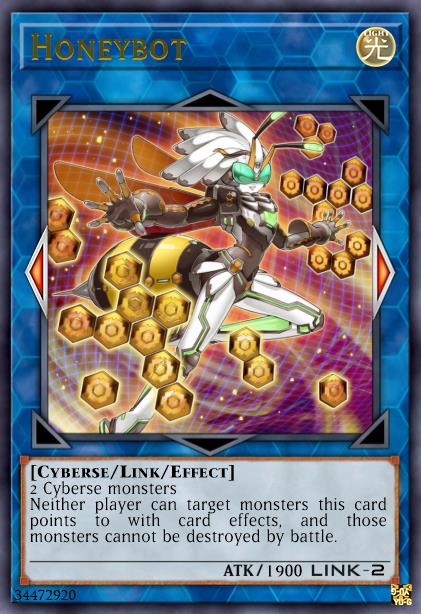 Honeybot
LIGHT
光
[Cyberse/Link/Effect]
2 Cyberse monsters
Neither player can target monsters this card
points to with card effects, and those
monsters cannot be destroyed by battle.
ATK/1900 LINK-2
34472920